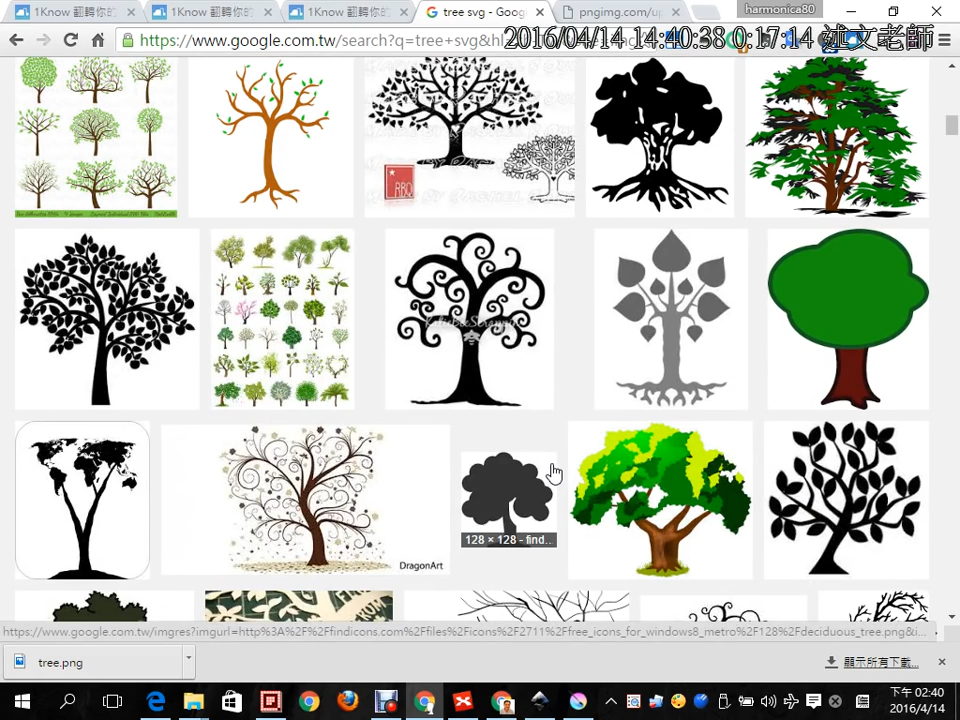 1Know 翻轉你的
1Know 翻轉你的
1Know 翻轉你的
tree svg - Goog
pngimg.com/up
harmonica80
https://www.google.com.tw/search?q=tree+svg&hl
2016/04/14 14:40:38 0:17:14 述文老師
RBQ
DragonArt
128 × 128 - find...
https://www.google.com.tw/imgres?imgurl=http%3A%2F%2Ffindicons.com%2Ffiles%2Ficons%2F2711%2Ffree_icons_for_windows8_metro%2F128%2Fdeciduous_tree.png&i...
tree.png
顯示所有下載...
下午 02:40
2016/4/14